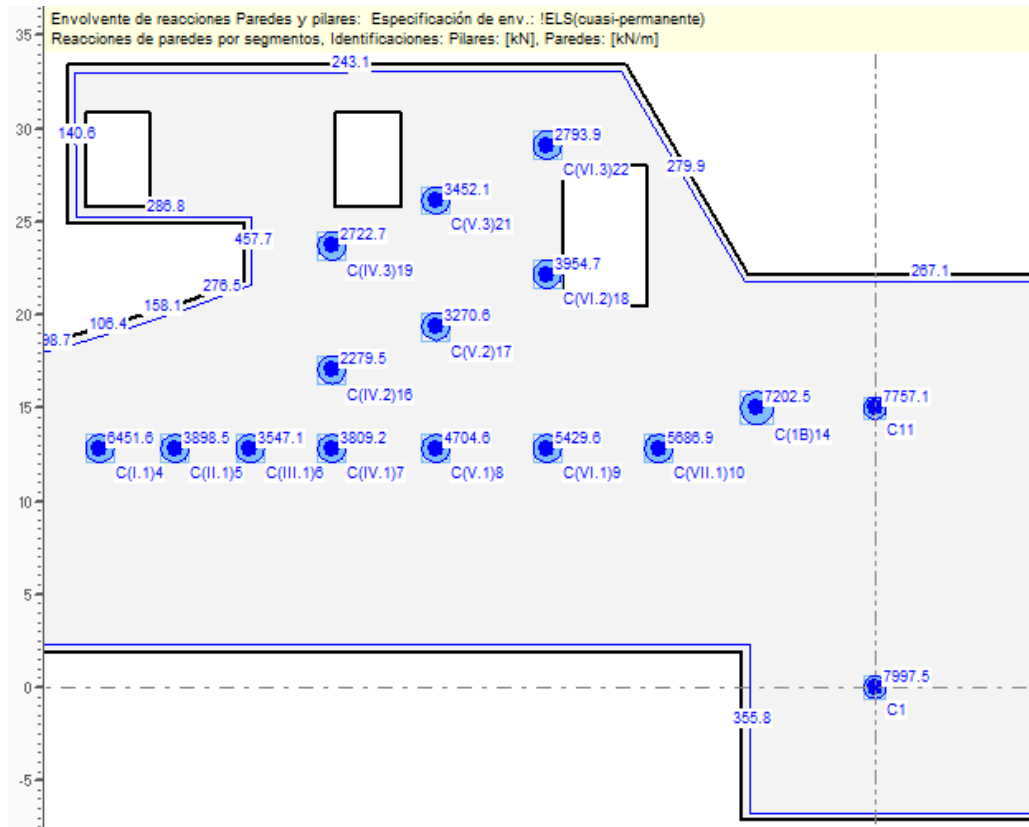 Envolvente de reacciones Paredes y pilares: Especificación de env.: !ELS(cuasi-permanente)
Reacciones de paredes por segmentos, Identificaciones: Pilares: [kN], Paredes: [kN/m]
35
243.1
30
140.6
2793.9
C(VI.3)22
279.9
286.8
3452.1
C(V.3)21
25
457.7
2722.7
C(IV.3)19
3954.7
C(VI.2)18
267.1
276.5
158.1
106.4
98.7
20
3270.6
C(V.2)17
2279.5
C(IV.2)16
15
7202.5
C(1B)14
7757.1
C11
6451.6
C(I.1)4
3898.5
C(II.1)5
3547.1
C(III.1)6
3809.2
C(IV.1)7
4704.6
C(V.1)8
5429.6
C(VI.1)9
5686.9
C(VII.1)10
10
5
0
7997.5
C1
355.8
-5